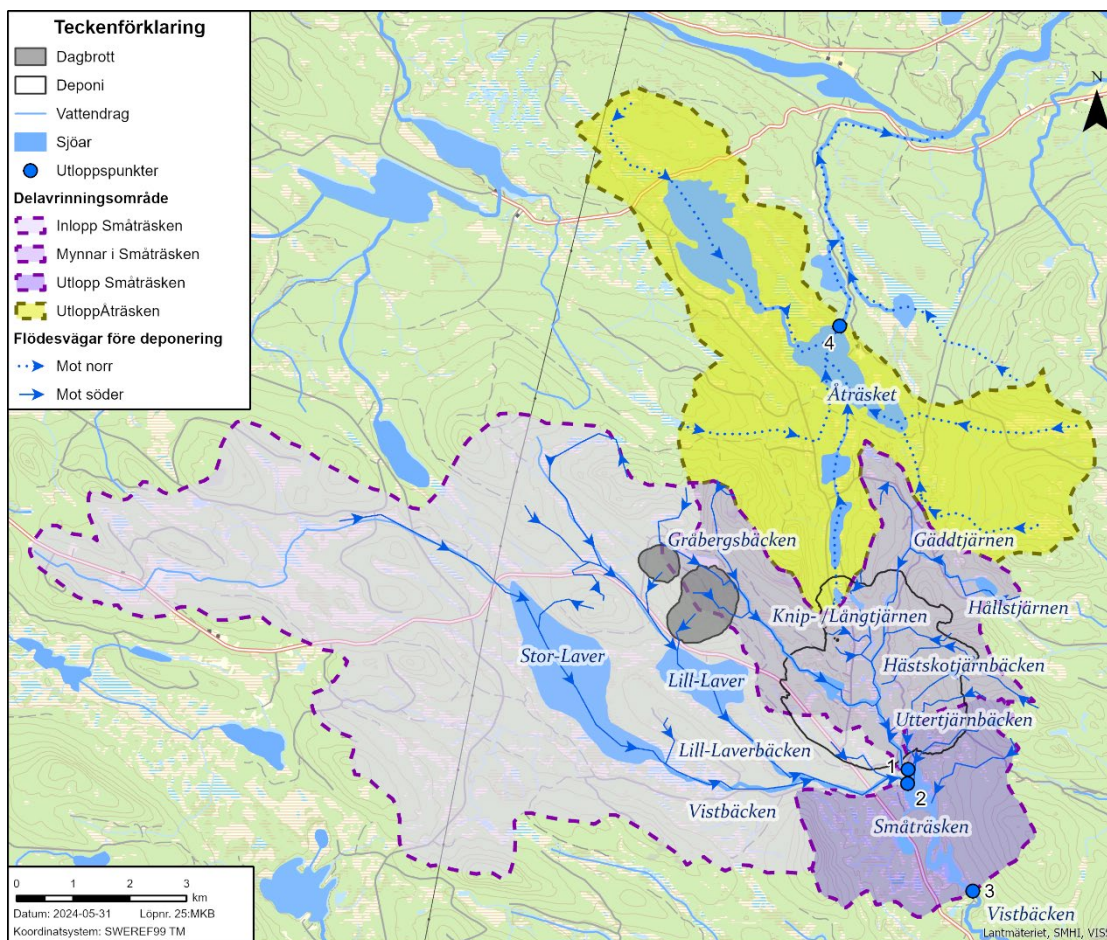 Teckenförklaring
Dagbrott
Deponi
Vattendrag
Sjöar
Utloppspunkter
Delavrinningsområde
Inlopp Småträsken
Mynnar i Småträsken
Utlopp Småträsken
UtloppÅträsken
Flödesvägar före deponering
Mot norr
Mot söder
N
4
Åträsket
Gråbergsbäcken
Gäddtjärnen
Knip- /Långtjärnen
Hällstjärnen
Stor-Laver
Lill-Laver
Hästskotjärnbäcken
Uttertjärnbäcken
Lill-Laverbäcken
1
2
Vistbäcken
Småträsken
3
Vistbäcken
0 1 2 3
km
Datum: 2024-05-31 Löpnr. 25:MKB
Koordinatsystem: SWEREF99 TM
Lantmäteriet, SMHI, VISS